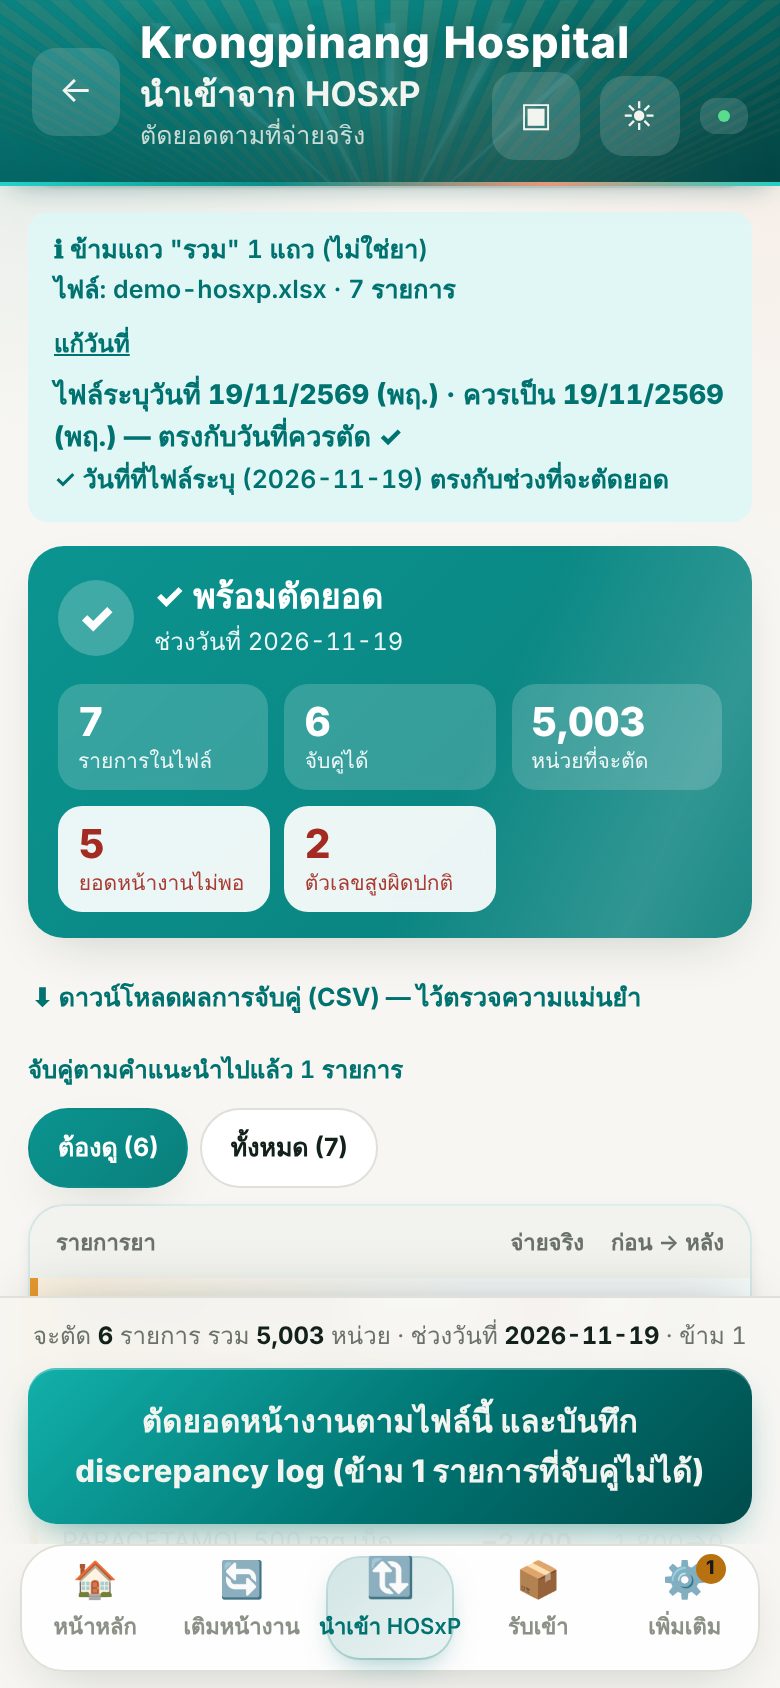 Krongpinang Hospital
นำเข้าจาก HOSxP
ตัดยอดตามที่จ่ายจริง
ℹ ข้ามแถว "รวม" 1 แถว (ไม่ใช่ยา)
ไฟล์: demo-hosxp.xlsx · 7 รายการ
แก้วันที่
ไฟล์ระบุวันที่ 19/11/2569 (พฤ.) · ควรเป็น 19/11/2569
(พฤ.) — ตรงกับวันที่ควรตัด ✓
✓ วันที่ที่ไฟล์ระบุ (2026-11-19) ตรงกับช่วงที่จะตัดยอด
✓ พร้อมตัดยอด
ช่วงวันที่ 2026-11-19
7
รายการในไฟล์
6
จับคู่ได้
5,003
หน่วยที่จะตัด
5
ยอดหน้างานไม่พอ
2
ตัวเลขสูงผิดปกติ
⬇ ดาวน์โหลดผลการจับคู่ (CSV) — ไว้ตรวจความแม่นยำ
จับคู่ตามคำแนะนำไปแล้ว 1 รายการ
ต้องดู (6)
ทั้งหมด (7)
รายการยา จ่ายจริง ก่อน → หลัง
จะตัด 6 รายการ รวม 5,003 หน่วย · ช่วงวันที่ 2026-11-19 · ข้าม 1
ตัดยอดหน้างานตามไฟล์นี้ และบันทึก
discrepancy log (ข้าม 1 รายการที่จับคู่ไม่ได้)
PARACETAMOL 500 mg เม็ด −2,400
1
หน้าหลัก
เติมหน้างาน
นำเข้า HOSxP
รับเข้า
เพิ่มเติม